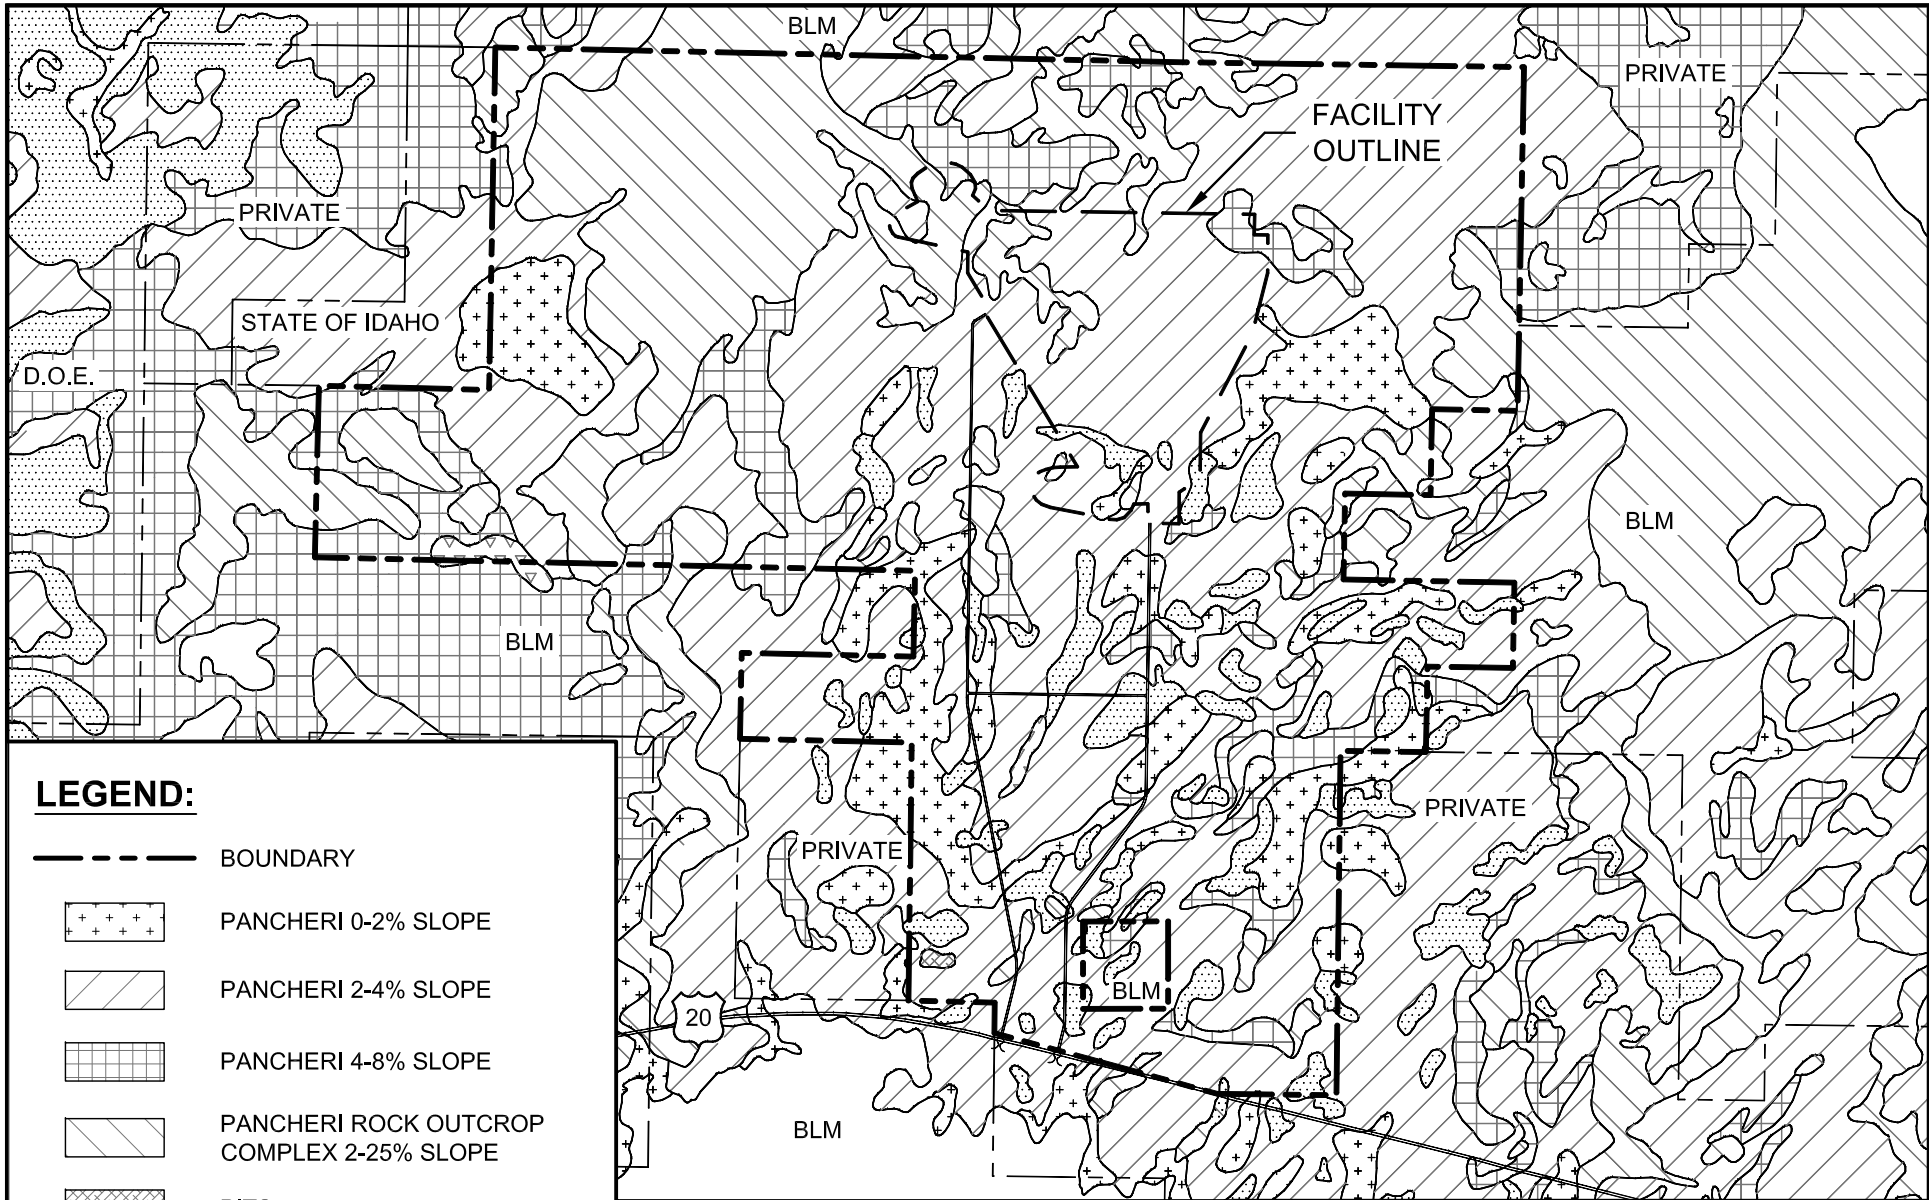 BLM
PRIVATE
FACILITY
OUTLINE
PRIVATE
STATE OF IDAHO
D.O.E.
BLM
BLM
PRIVATE
PRIVATE
BLM
20
BLM
LEGEND:
BOUNDARY
PANCHERI 0-2% SLOPE
PANCHERI 2-4% SLOPE
PANCHERI 4-8% SLOPE
PANCHERI ROCK OUTCROP
COMPLEX 2-25% SLOPE